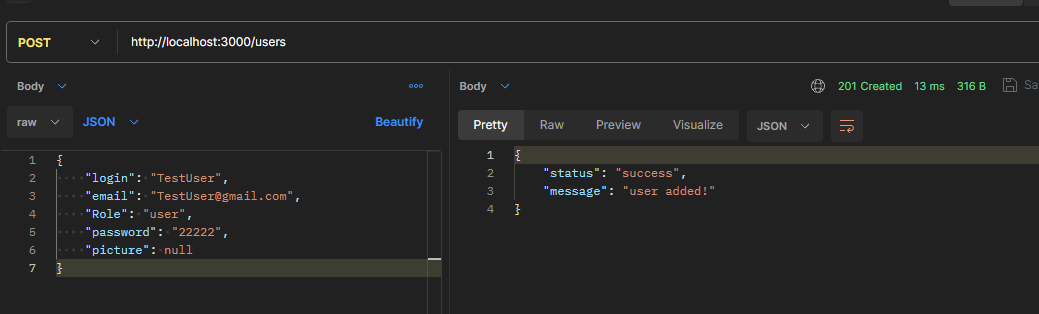 POST http://localhost:3000/users
Body
raw JSON Beautify
1 {
2 "login": "TestUser",
3 "email": "TestUser@gmail.com",
4 "Role": "user",
5 "password": "22222",
6 "picture": null
7 }
Body 201 Created 13 ms 316 B Sa
Pretty Raw Preview Visualize JSON
1 {
2 "status": "success",
3 "message": "user added!"
4 }